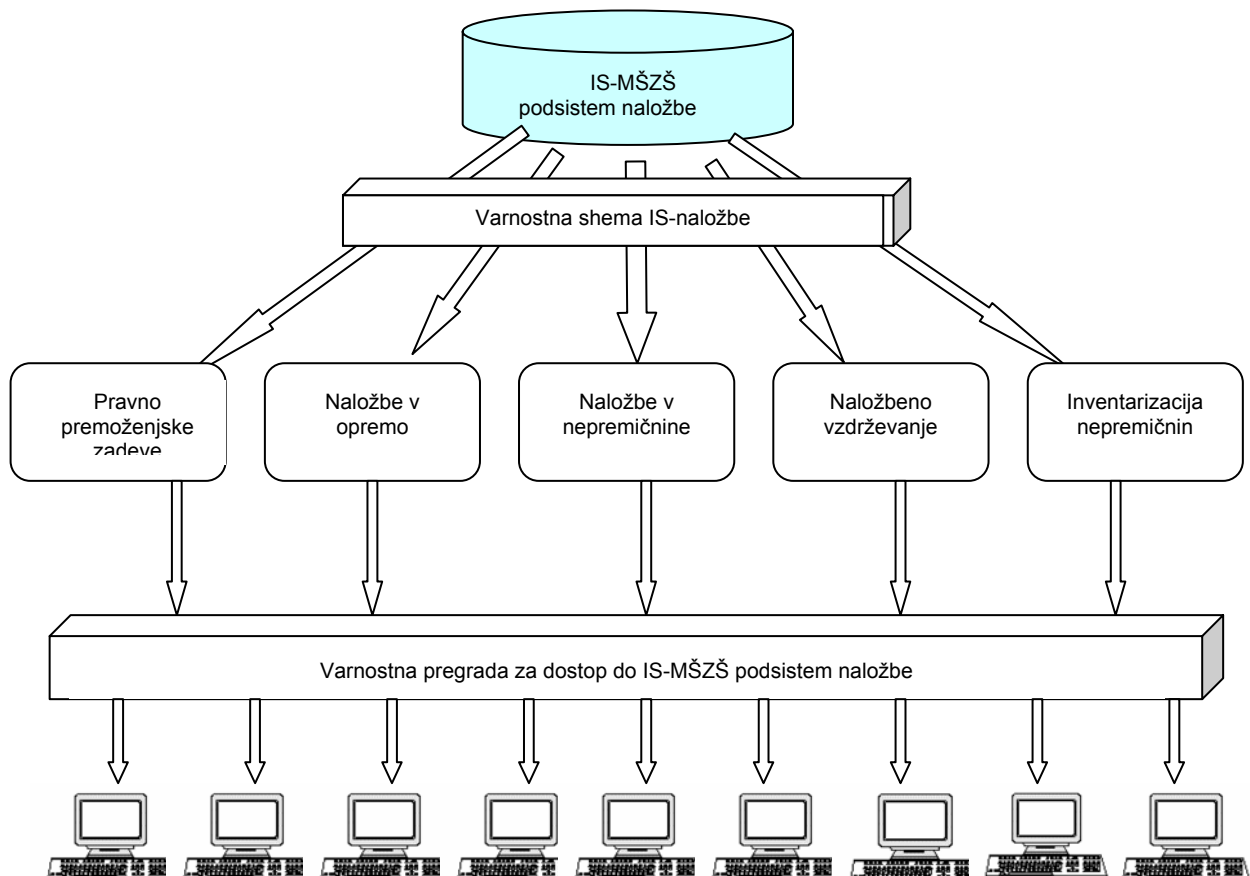 IS-MŠZŠ
podsistem naložbe
Varnostna shema IS-naložbe
Pravno
premoženjske
zadeve
Naložbe v
opremo
Naložbe v
nepremičnine
Naložbeno
vzdrževanje
Inventarizacija
nepremičnin
Varnostna pregrada za dostop do IS-MŠZŠ podsistem naložbe